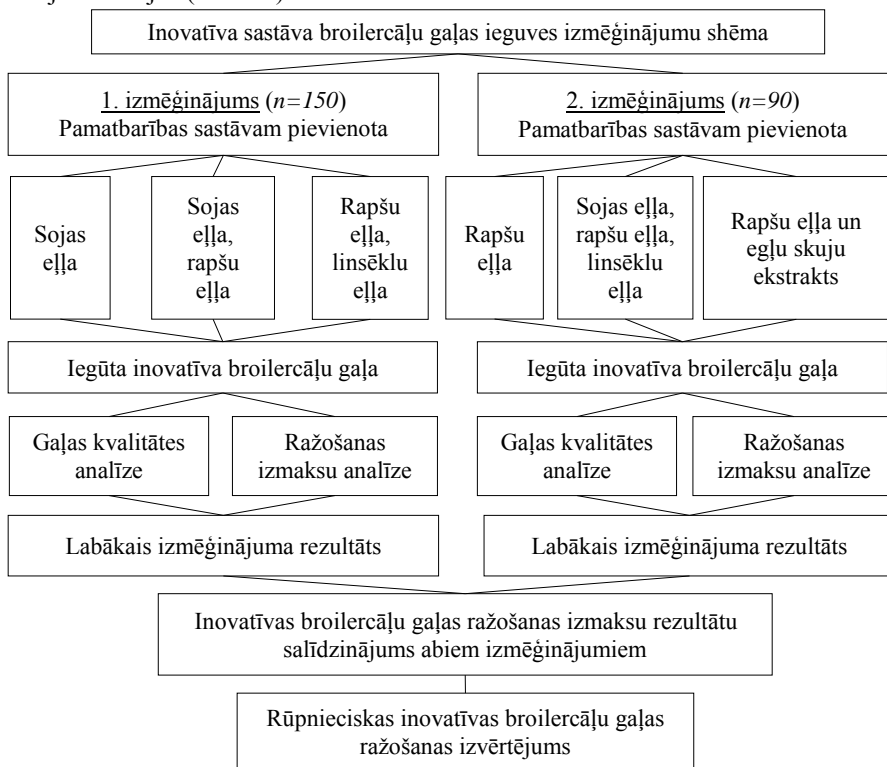 Inovatīva sastāva broilercāļu gaļas ieguves izmēģinājumu shēma
1. izmēģinājums (n=150)
Pamatbarības sastāvam pievienota
2. izmēģinājums (n=90)
Pamatbarības sastāvam pievienota
Sojas
eļļa
Sojas
eļļa,
rapšu
eļļa
Rapšu
eļļa,
linsēklu
eļļa
Rapšu
eļļa
Sojas eļļa,
rapšu eļļa,
linsēklu
eļļa
Rapšu eļļa un
egļu skuju
ekstrakts
Iegūta inovatīva broilercāļu gaļa
Iegūta inovatīva broilercāļu gaļa
Gaļas kvalitātes
analīze
Ražošanas
izmaksu analīze
Gaļas kvalitātes
analīze
Ražošanas
izmaksu analīze
Labākais izmēģinājuma rezultāts
Labākais izmēģinājuma rezultāts
Inovatīvas broilercāļu gaļas ražošanas izmaksu rezultātu
salīdzinājums abiem izmēģinājumiem
Rūpnieciskas inovatīvas broilercāļu gaļas
ražošanas izvērtējums